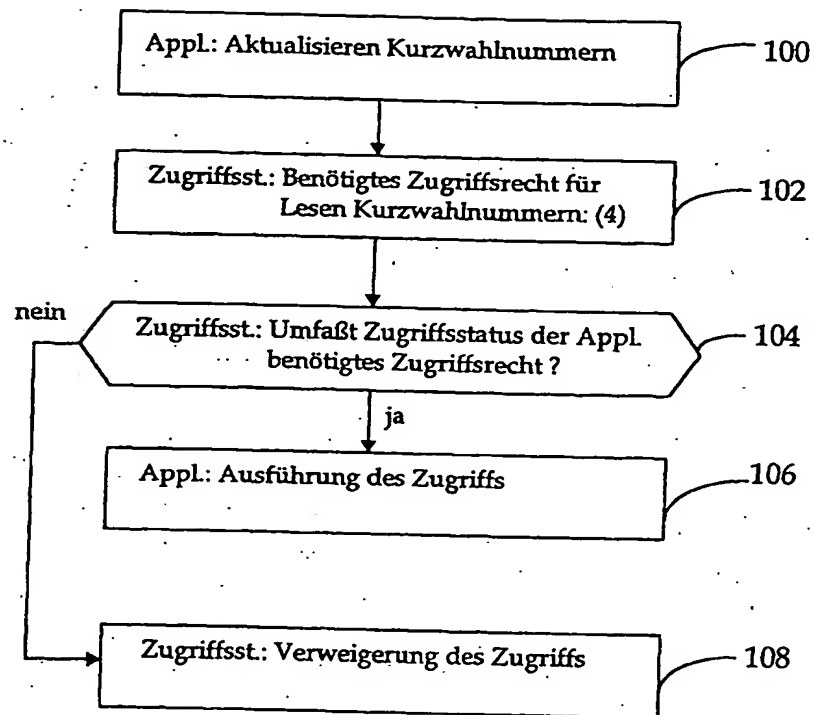 Appl.: Aktualisieren Kurzwahlnummern
100
Zugriffsst.: Benötigtes Zugriffsrecht für
Lesen Kurzwahlnummern: (4)
102
nein
Zugriffsst.: Umfaßt Zugriffsstatus der Appl.
benötigtes Zugriffsrecht ?
104
ja
Appl.: Ausführung des Zugriffs
106
Zugriffsst.: Verweigerung des Zugriffs
108